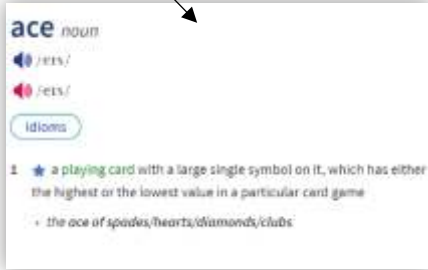 ace noun
/eɪs/
/eɪs/
Idioms
1 ★ a playing card with a large single symbol on it, which has either
the highest or the lowest value in a particular card game
• the ace of spades/hearts/diamonds/clubs